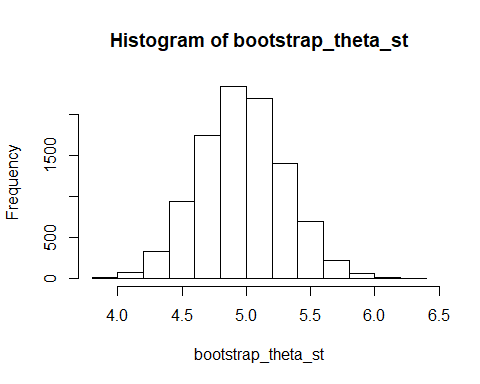 Histogram of bootstrap_theta_st
Frequency
1500
500
0
4.0 4.5 5.0 5.5 6.0 6.5
bootstrap_theta_st